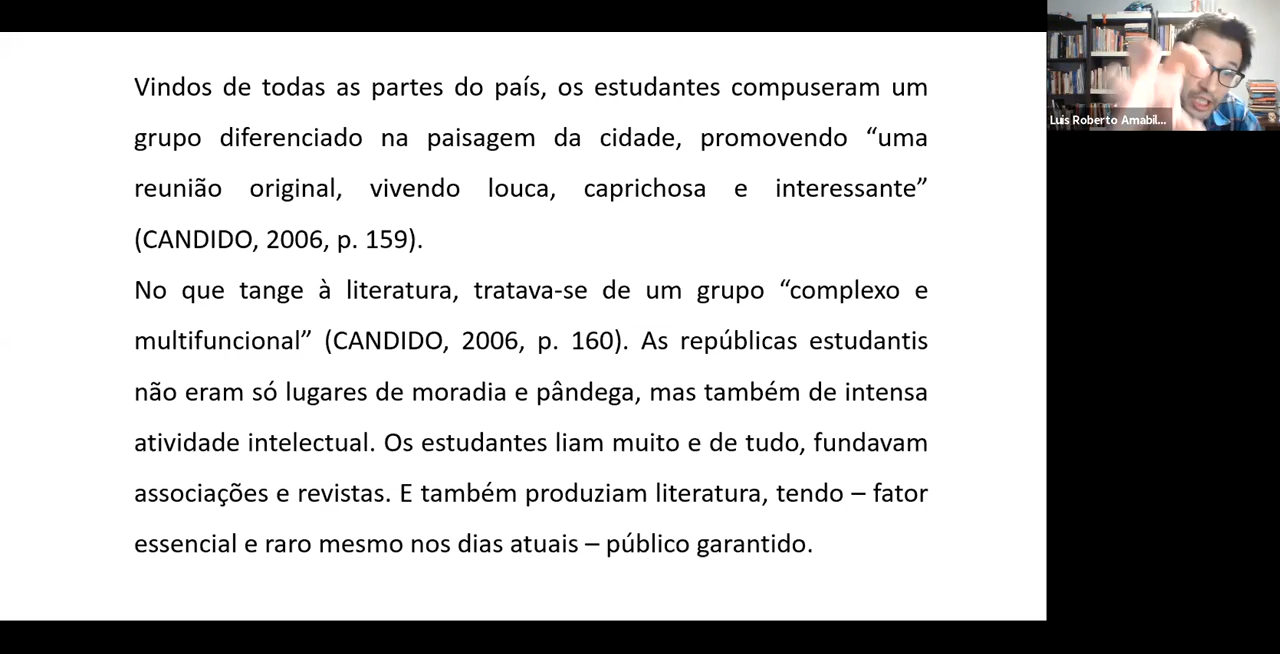 Vindos de todas as partes do país, os estudantes compuseram um
grupo diferenciado na paisagem da cidade, promovendo “uma
reunião original, vivendo louca, caprichosa e interessante”
(CANDIDO, 2006, p. 159).
No que tange à literatura, tratava-se de um grupo “complexo e
multifuncional” (CANDIDO, 2006, p. 160). As repúblicas estudantis
não eram só lugares de moradia e pândega, mas também de intensa
atividade intelectual. Os estudantes liam muito e de tudo, fundavam
associações e revistas. E também produziam literatura, tendo – fator
essencial e raro mesmo nos dias atuais – público garantido.
Luis Roberto Amabil...